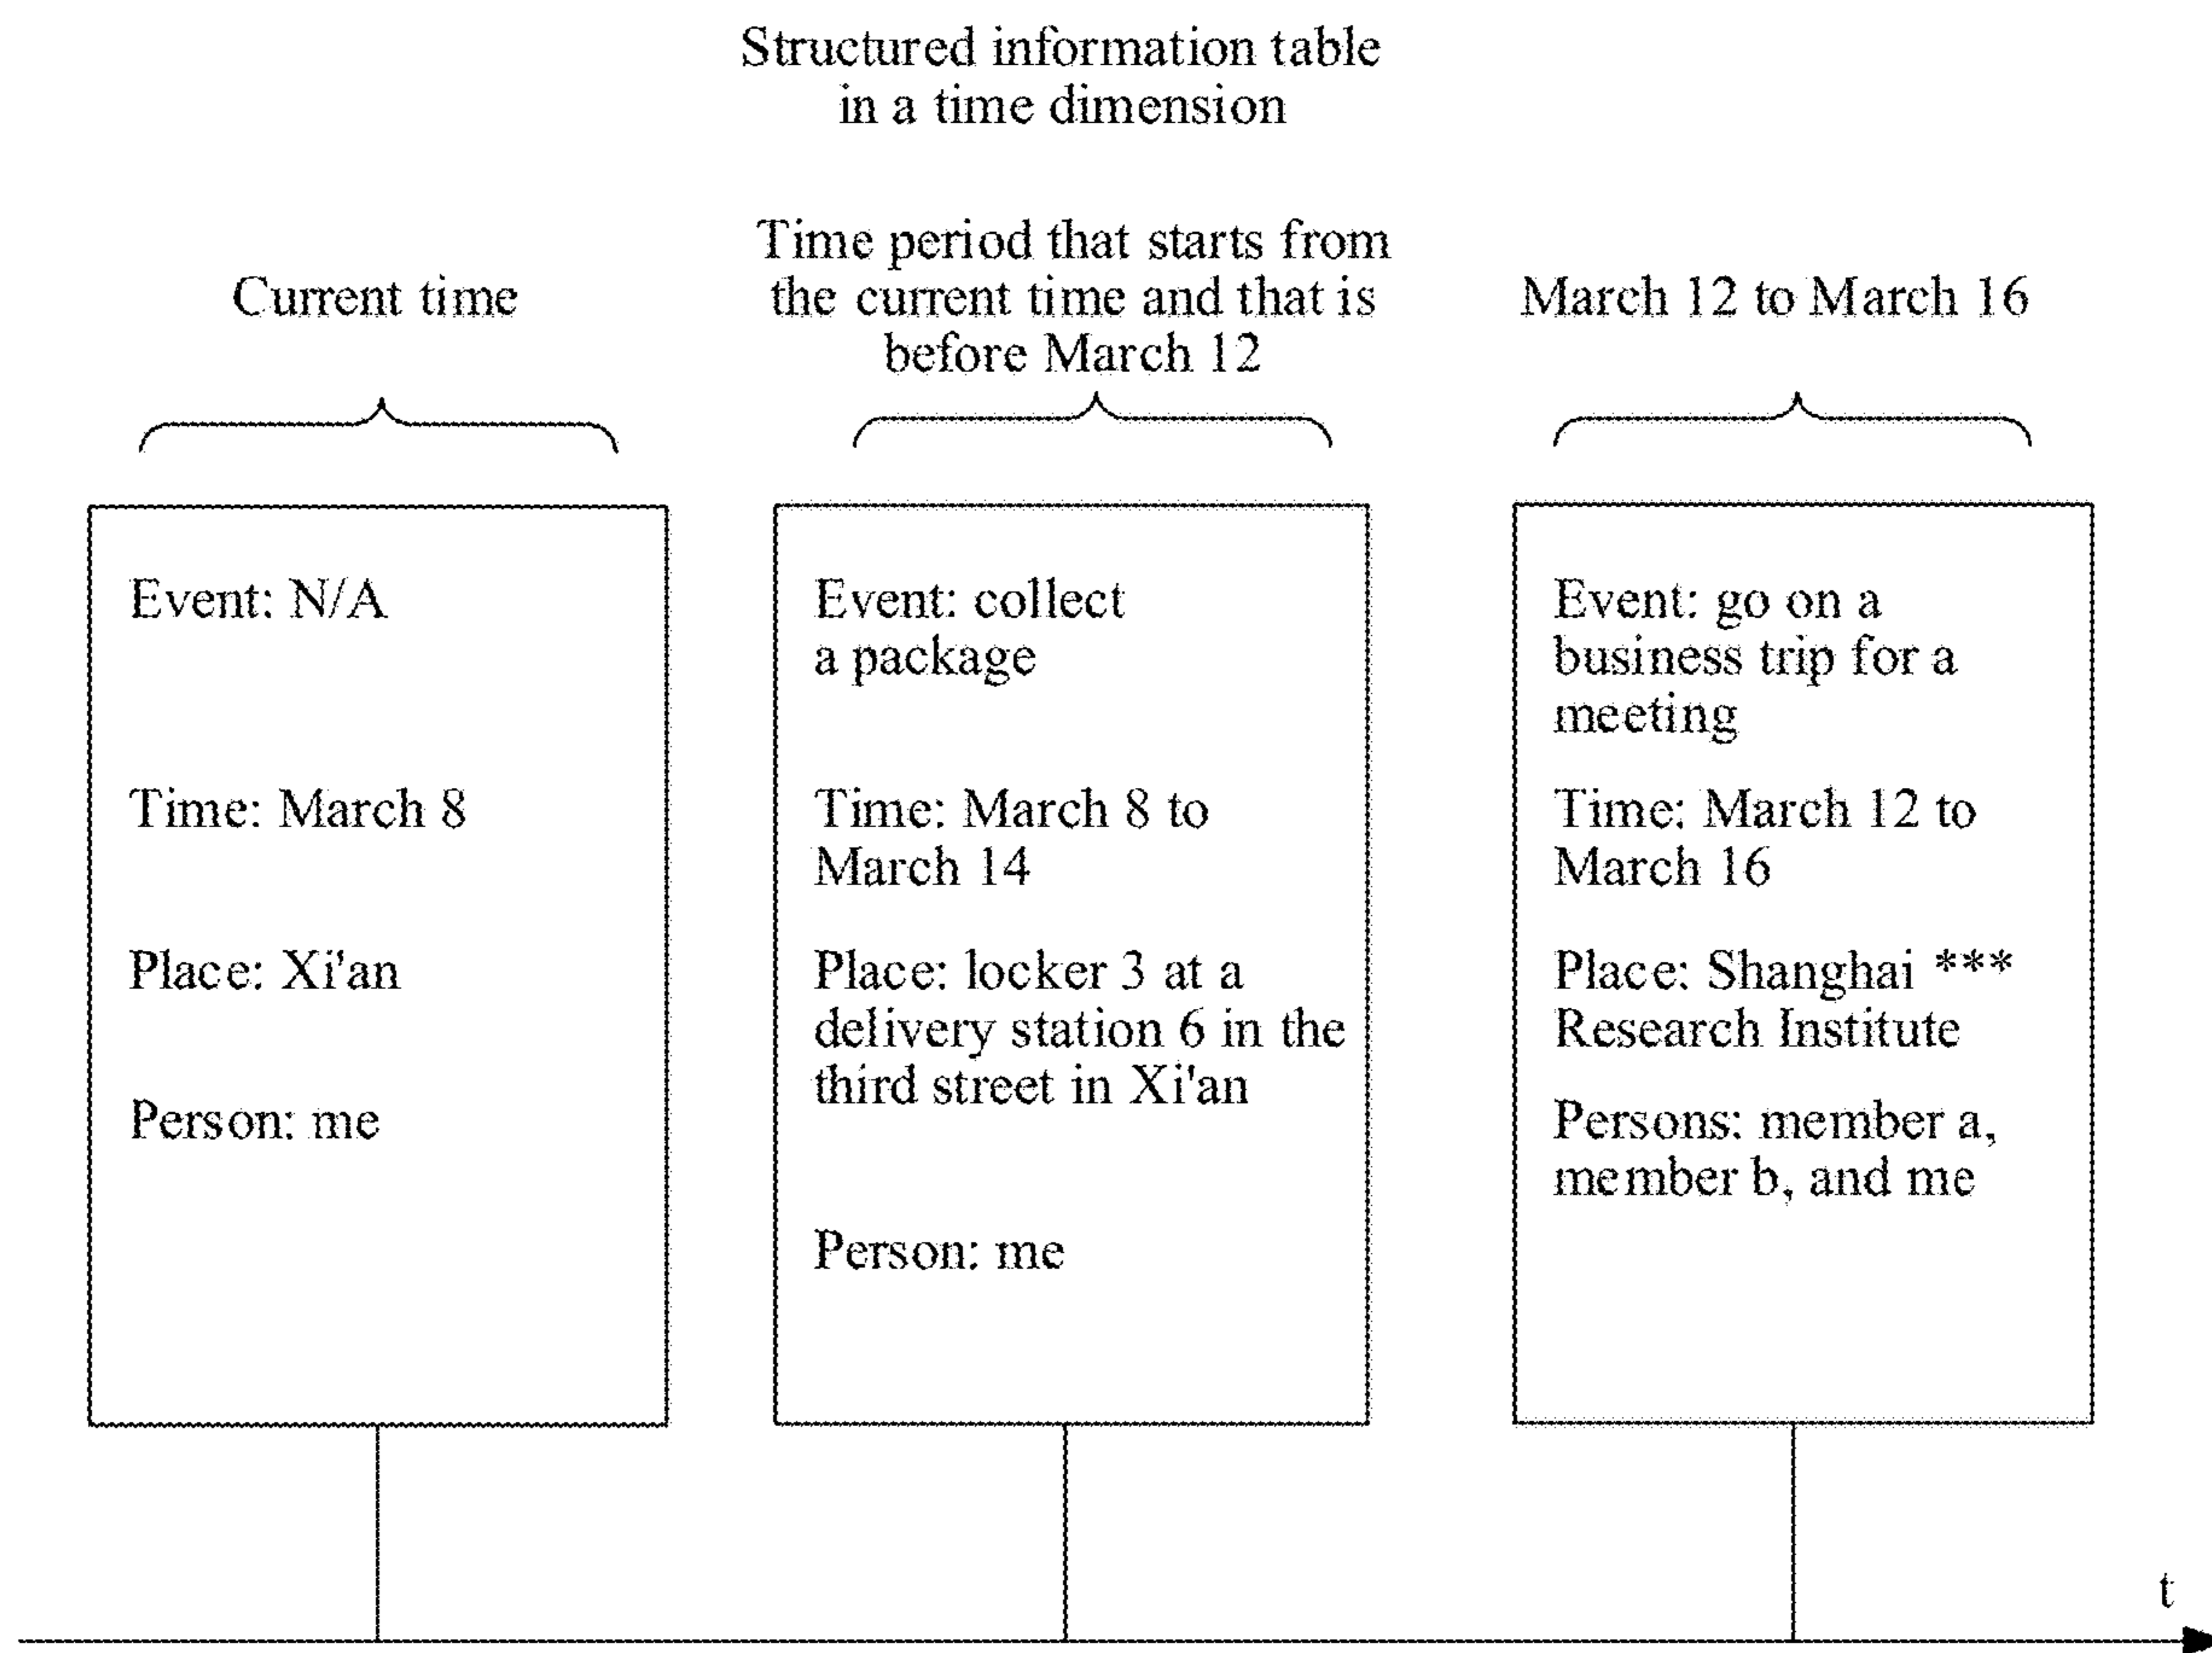 Structured information table
in a time dimension
Current time
Time period that starts from
the current time and that is
before March 12
March 12 to March 16
Event: N/A
Time: March 8
Place: Xi'an
Person: me
Event: collect
a package
Time: March 8 to
March 14
Place: locker 3 at a
delivery station 6 in the
third street in Xi'an
Person: me
Event: go on a
business trip for a
meeting
Time: March 12 to
March 16
Place: Shanghai ***
Research Institute
Persons: member a,
member b, and me
t